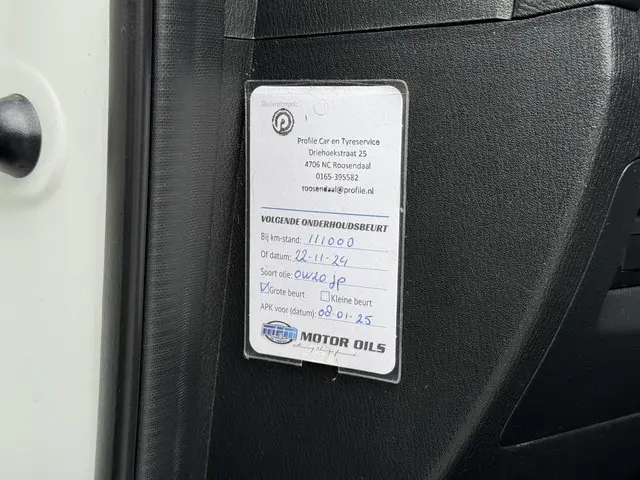 Profile Car en Tyreservice
Driehoekstraat 25
4706 NC Roosendaal
0165-395582
roosendaal@profile.nl
VOLGENDE ONDERHOUDSBEURT
Bij km-stand: 111000
Of datum: 22-11-24
Soort olie: 0W20 jp
Grote beurt Kleine beurt
APK voor (datum): 08-01-25
MOTOR OILS